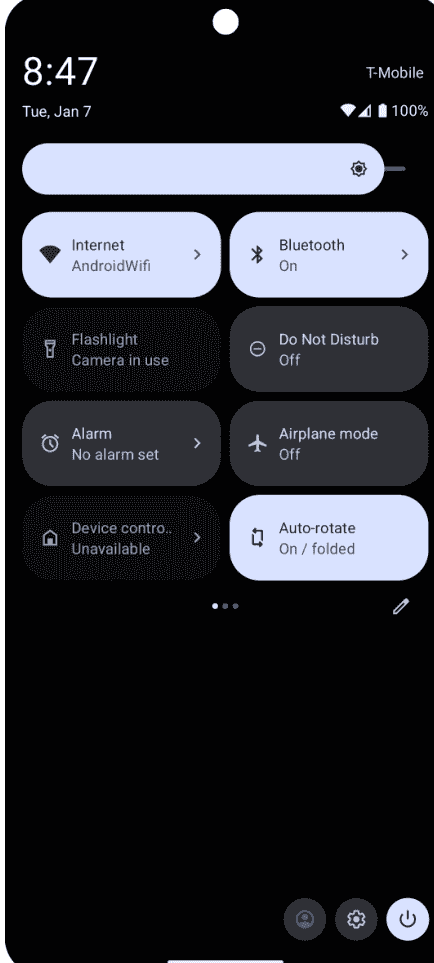 8:47
T-Mobile
Tue, Jan 7
100%
Internet
AndroidWifi
Bluetooth
On
Flashlight
Camera in use
Do Not Disturb
Off
Alarm
No alarm set
Airplane mode
Off
Device contro..
Unavailable
Auto-rotate
On / folded